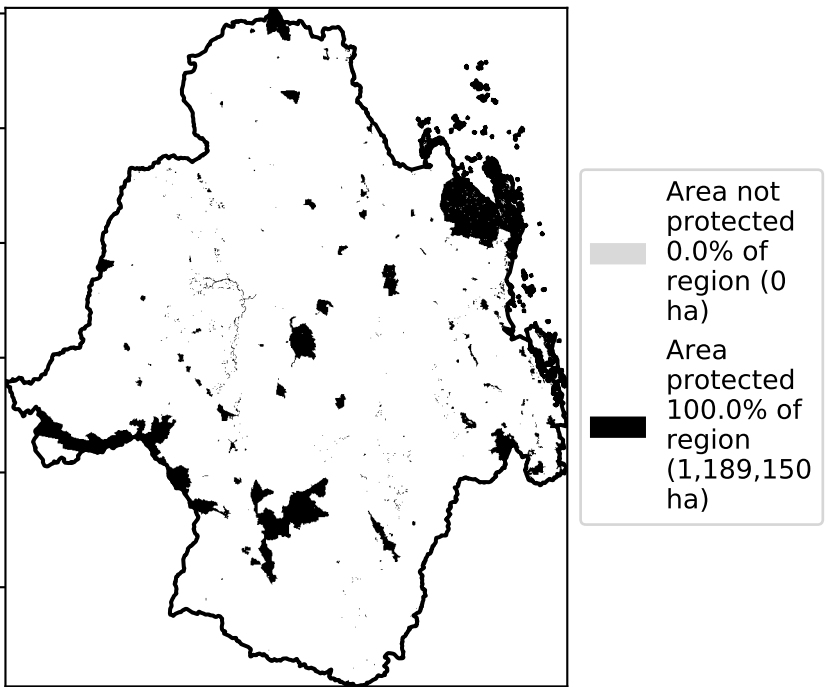 Area not
protected
0.0% of
region (0
ha)
Area
protected
100.0% of
region
(1,189,150
ha)